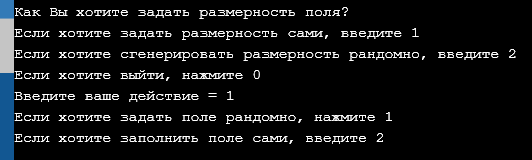 Как Вы хотите задать размерность поля?
Если хотите задать размерность сами, введите 1
Если хотите сгенерировать размерность рандомно, введите 2
Если хотите выйти, нажмите 0
Введите ваше действие = 1
Если хотите задать поле рандомно, нажмите 1
Если хотите заполнить поле сами, введите 2